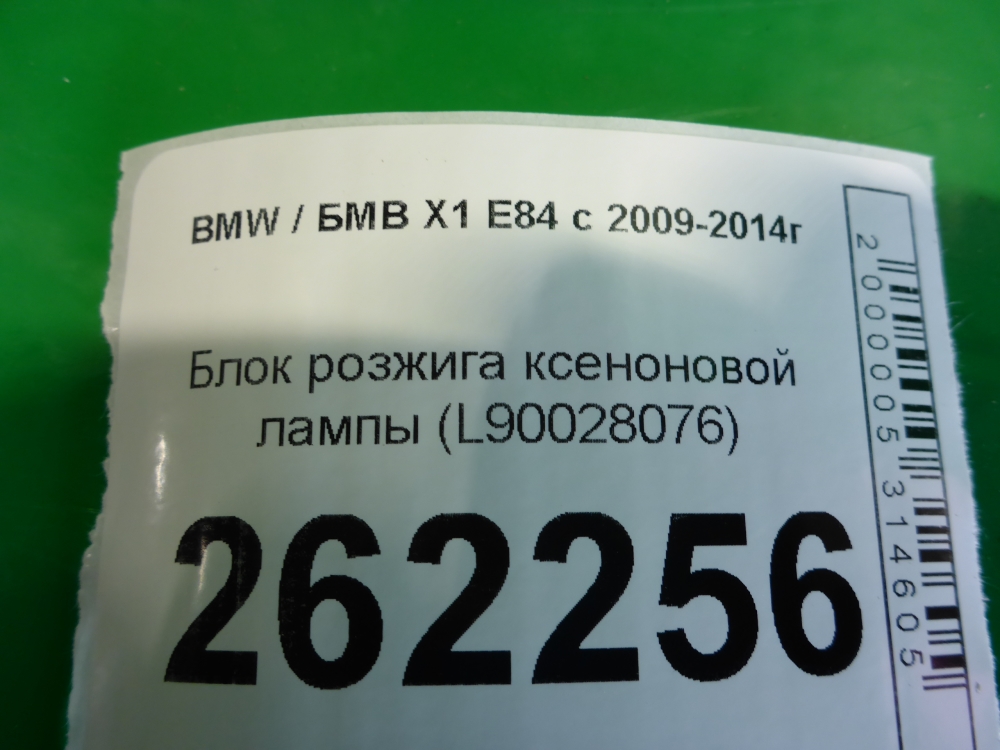 BMW / БМВ X1 E84 с 2009-2014г
Блок розжига ксеноновой
лампы (L90028076)
262256
2000005314605